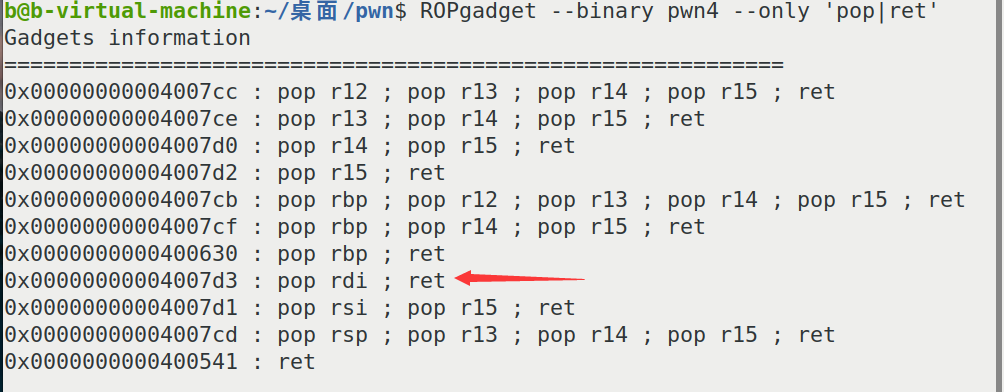 b@b-virtual-machine:~/桌面/pwn$ ROPgadget --binary pwn4 --only 'pop|ret'
Gadgets information
============================================================
0x00000000004007cc : pop r12 ; pop r13 ; pop r14 ; pop r15 ; ret
0x00000000004007ce : pop r13 ; pop r14 ; pop r15 ; ret
0x00000000004007d0 : pop r14 ; pop r15 ; ret
0x00000000004007d2 : pop r15 ; ret
0x00000000004007cb : pop rbp ; pop r12 ; pop r13 ; pop r14 ; pop r15 ; ret
0x00000000004007cf : pop rbp ; pop r14 ; pop r15 ; ret
0x0000000000400630 : pop rbp ; ret
0x00000000004007d3 : pop rdi ; ret
0x00000000004007d1 : pop rsi ; pop r15 ; ret
0x00000000004007cd : pop rsp ; pop r13 ; pop r14 ; pop r15 ; ret
0x0000000000400541 : ret